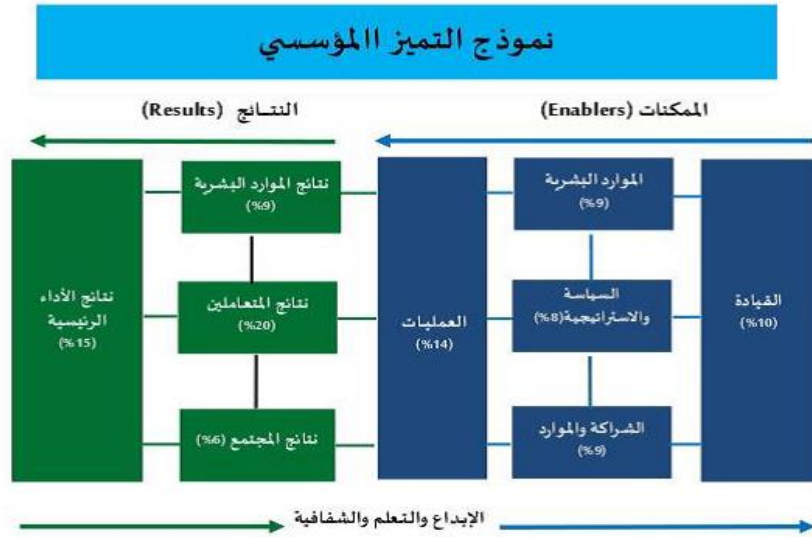 نموذج التميز االمؤسسي
الممكنات (Enablers)
النتائج (Results)
القيادة
(%10)
الموارد البشرية
(%9)
السياسة
والاستراتيجية(%8)
الشراكة والموارد
(%9)
العمليات
(%14)
نتائج الموارد البشرية
(%9)
نتائج المتعاملين
(%20)
نتائج المجتمع (%6)
نتائج الأداء
الرئيسية
(%15)
الإبداع والتعلم والشفافية